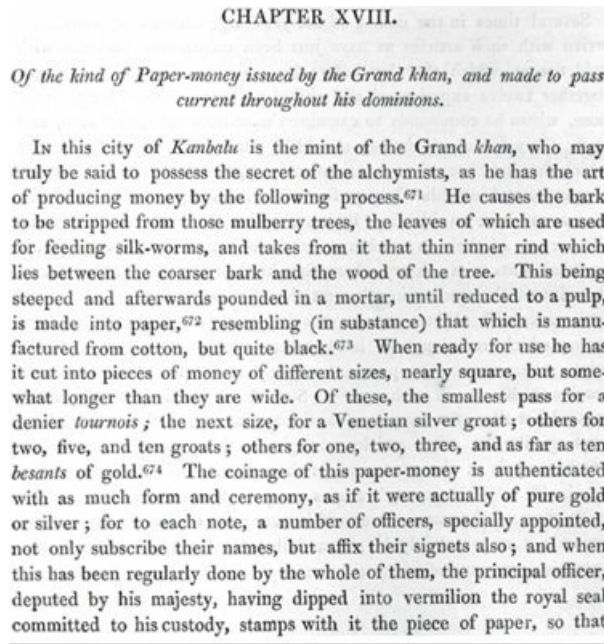 CHAPTER XVIII.
Of the kind of Paper-money issued by the Grand khan, and made to pass
current throughout his dominions.
In this city of Kanbalu is the mint of the Grand khan, who may
truly be said to possess the secret of the alchymists, as he has the art
of producing money by the following process.671 He causes the bark
to be stripped from those mulberry trees, the leaves of which are used
for feeding silk-worms, and takes from it that thin inner rind which
lies between the coarser bark and the wood of the tree. This being
steeped and afterwards pounded in a mortar, until reduced to a pulp,
is made into paper,672 resembling (in substance) that which is manu-
factured from cotton, but quite black.673 When ready for use he has
it cut into pieces of money of different sizes, nearly square, but some-
what longer than they are wide. Of these, the smallest pass for a
denier tournois; the next size, for a Venetian silver groat; others for
two, five, and ten groats; others for one, two, three, and as far as ten
besants of gold.674 The coinage of this paper-money is authenticated
with as much form and ceremony, as if it were actually of pure gold
or silver; for to each note, a number of officers, specially appointed,
not only subscribe their names, but affix their signets also; and when
this has been regularly done by the whole of them, the principal officer,
deputed by his majesty, having dipped into vermilion the royal seal
committed to his custody, stamps with it the piece of paper, so that